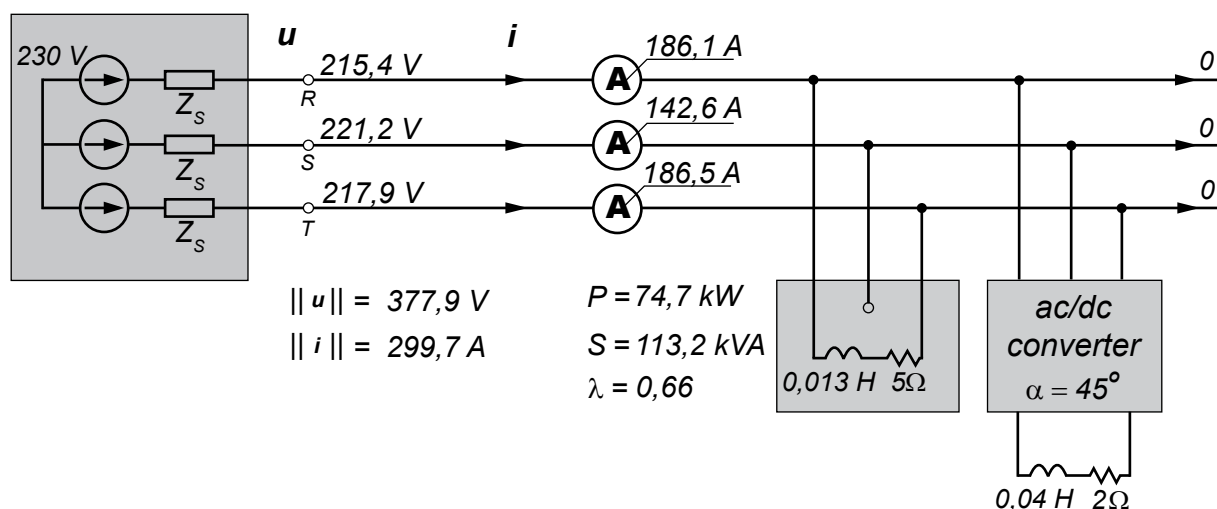 230 V
Z_S
Z_S
Z_S
u
i
215,4 V
221,2 V
217,9 V
R
S
T
186,1 A
142,6 A
186,5 A
A
A
A
0
0
0
|| u || = 377,9 V
|| i || = 299,7 A
P = 74,7 kW
S = 113,2 kVA
λ = 0,66
0,013 H 5Ω
ac/dc
converter
α = 45°
0,04 H 2Ω